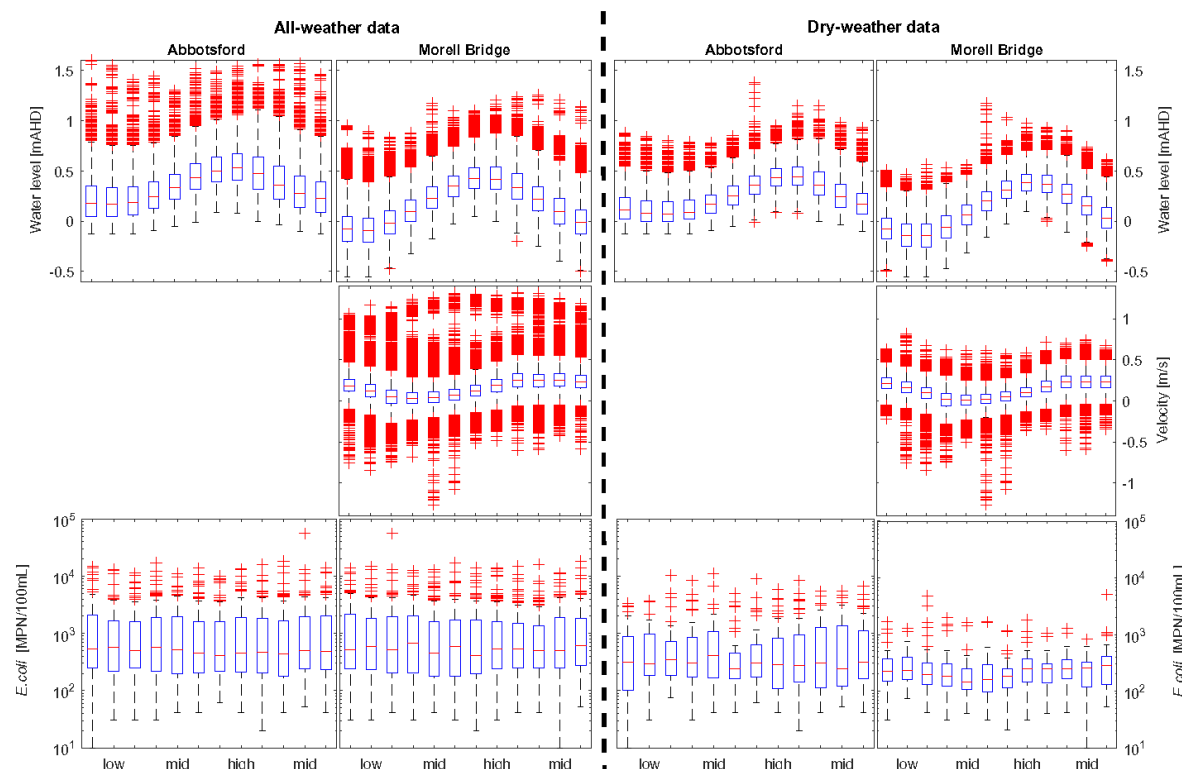 All-weather data
Dry-weather data
Abbotsford
Morell Bridge
Abbotsford
Morell Bridge
Water level [mAHD]
1.5
1
0.5
0
-0.5
1.5
1
0.5
0
-0.5
Water level [mAHD]
1
0.5
0
-0.5
-1
Velocity [m/s]
E.coli [MPN/100mL]
10^5
10^4
10^3
10^2
10^1
10^5
10^4
10^3
10^2
10^1
E.coli [MPN/100mL]
low mid high mid
low mid high mid
low mid high mid
low mid high mid